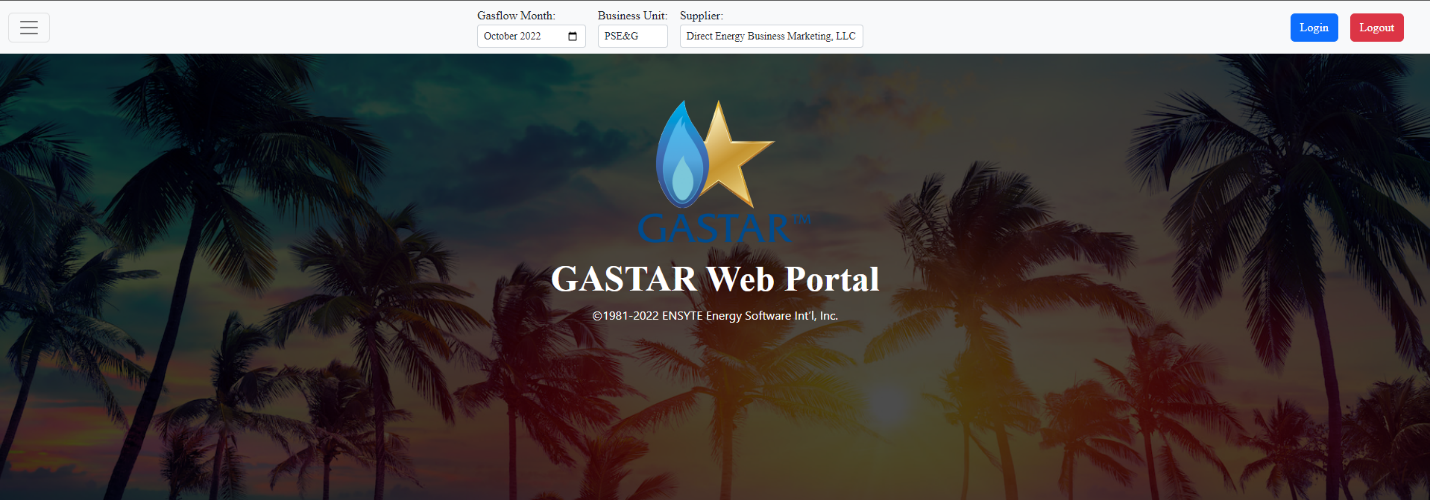 Gasflow Month:
Business Unit:
Supplier:
October 2022
PSE&G
Direct Energy Business Marketing, LLC
Login
Logout
GASTAR™
GASTAR Web Portal
©1981-2022 ENSYTE Energy Software Int'l, Inc.